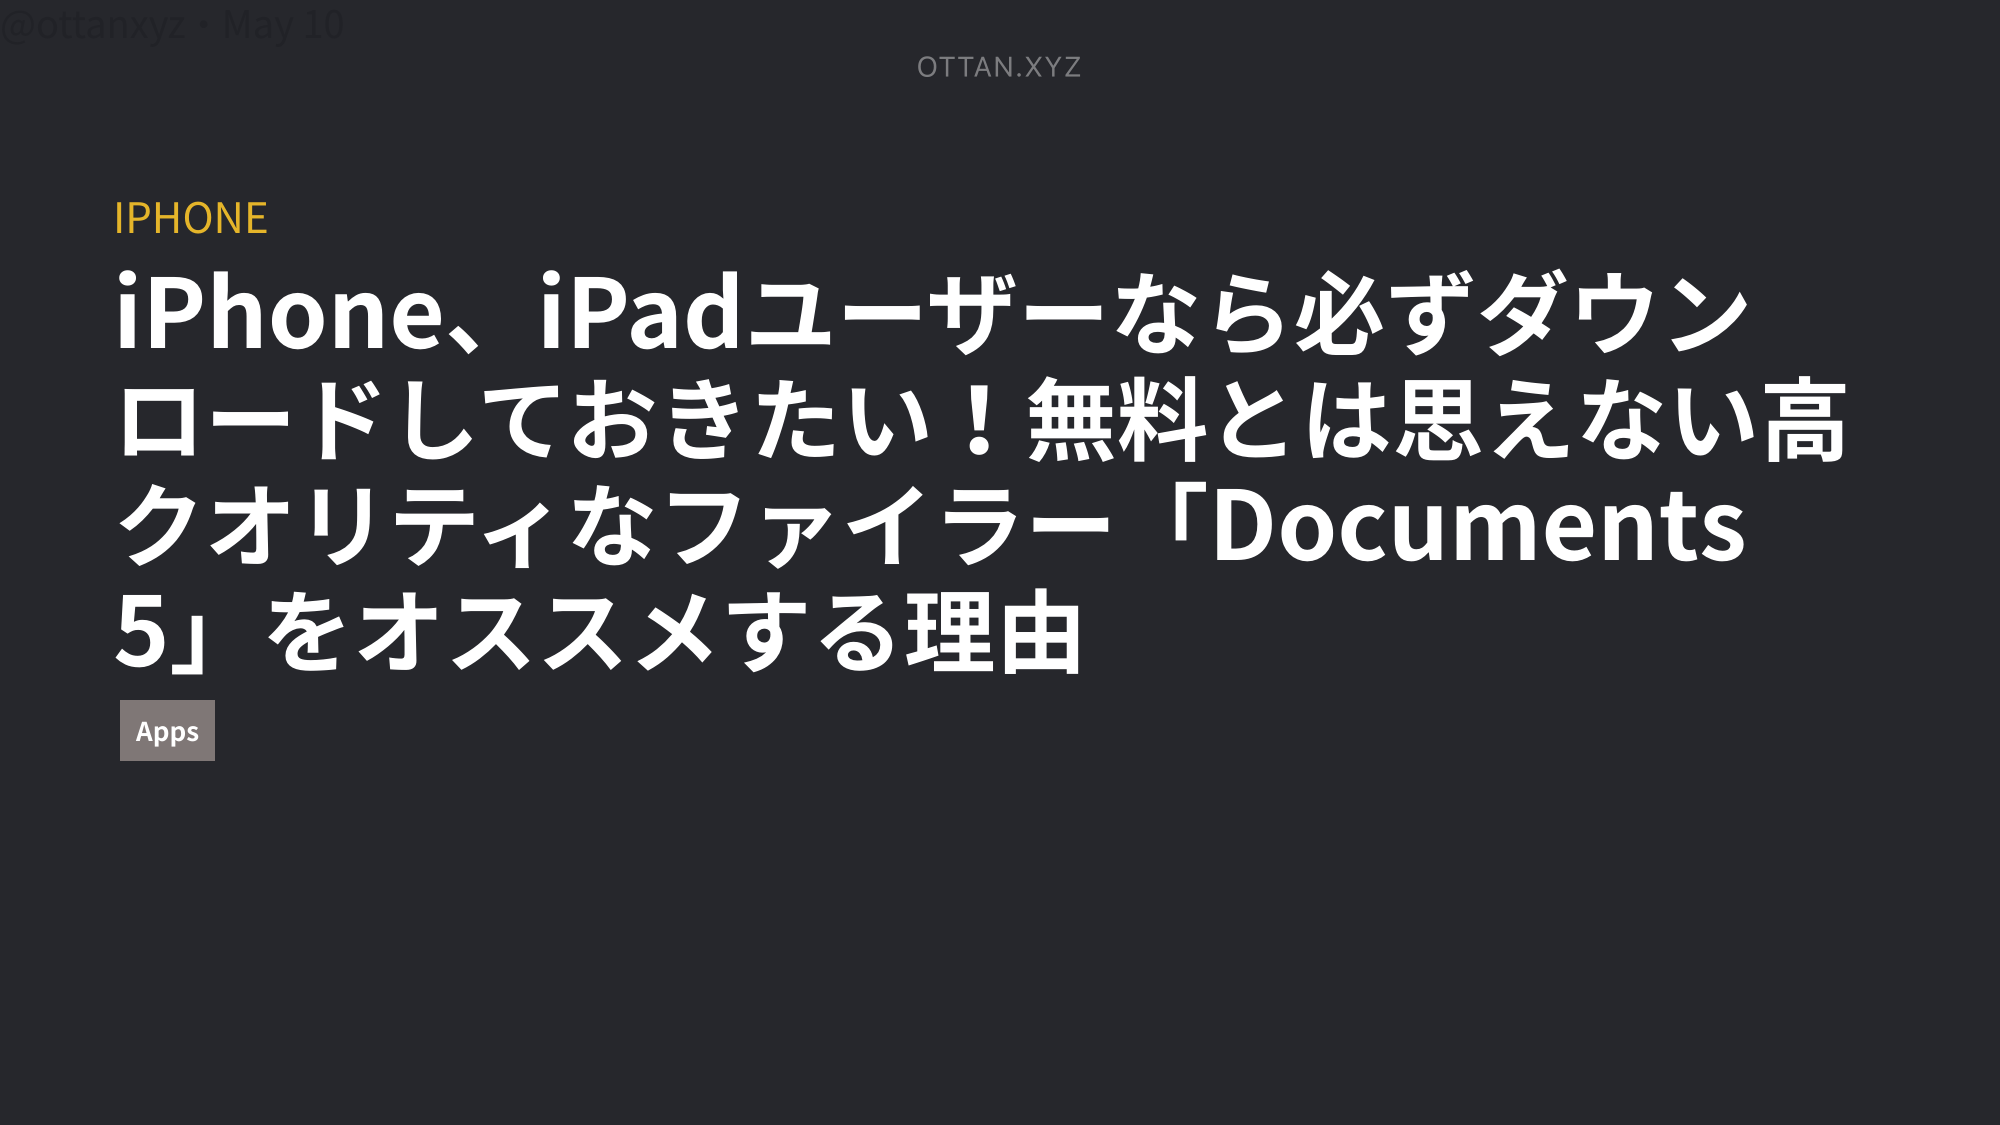 @ottanxyz・May 10
OTTAN.XYZ
IPHONE
iPhone、iPadユーザーなら必ずダウン
ロードしておきたい！無料とは思えない高
クオリティなファイラー「Documents
5」をオススメする理由
Apps